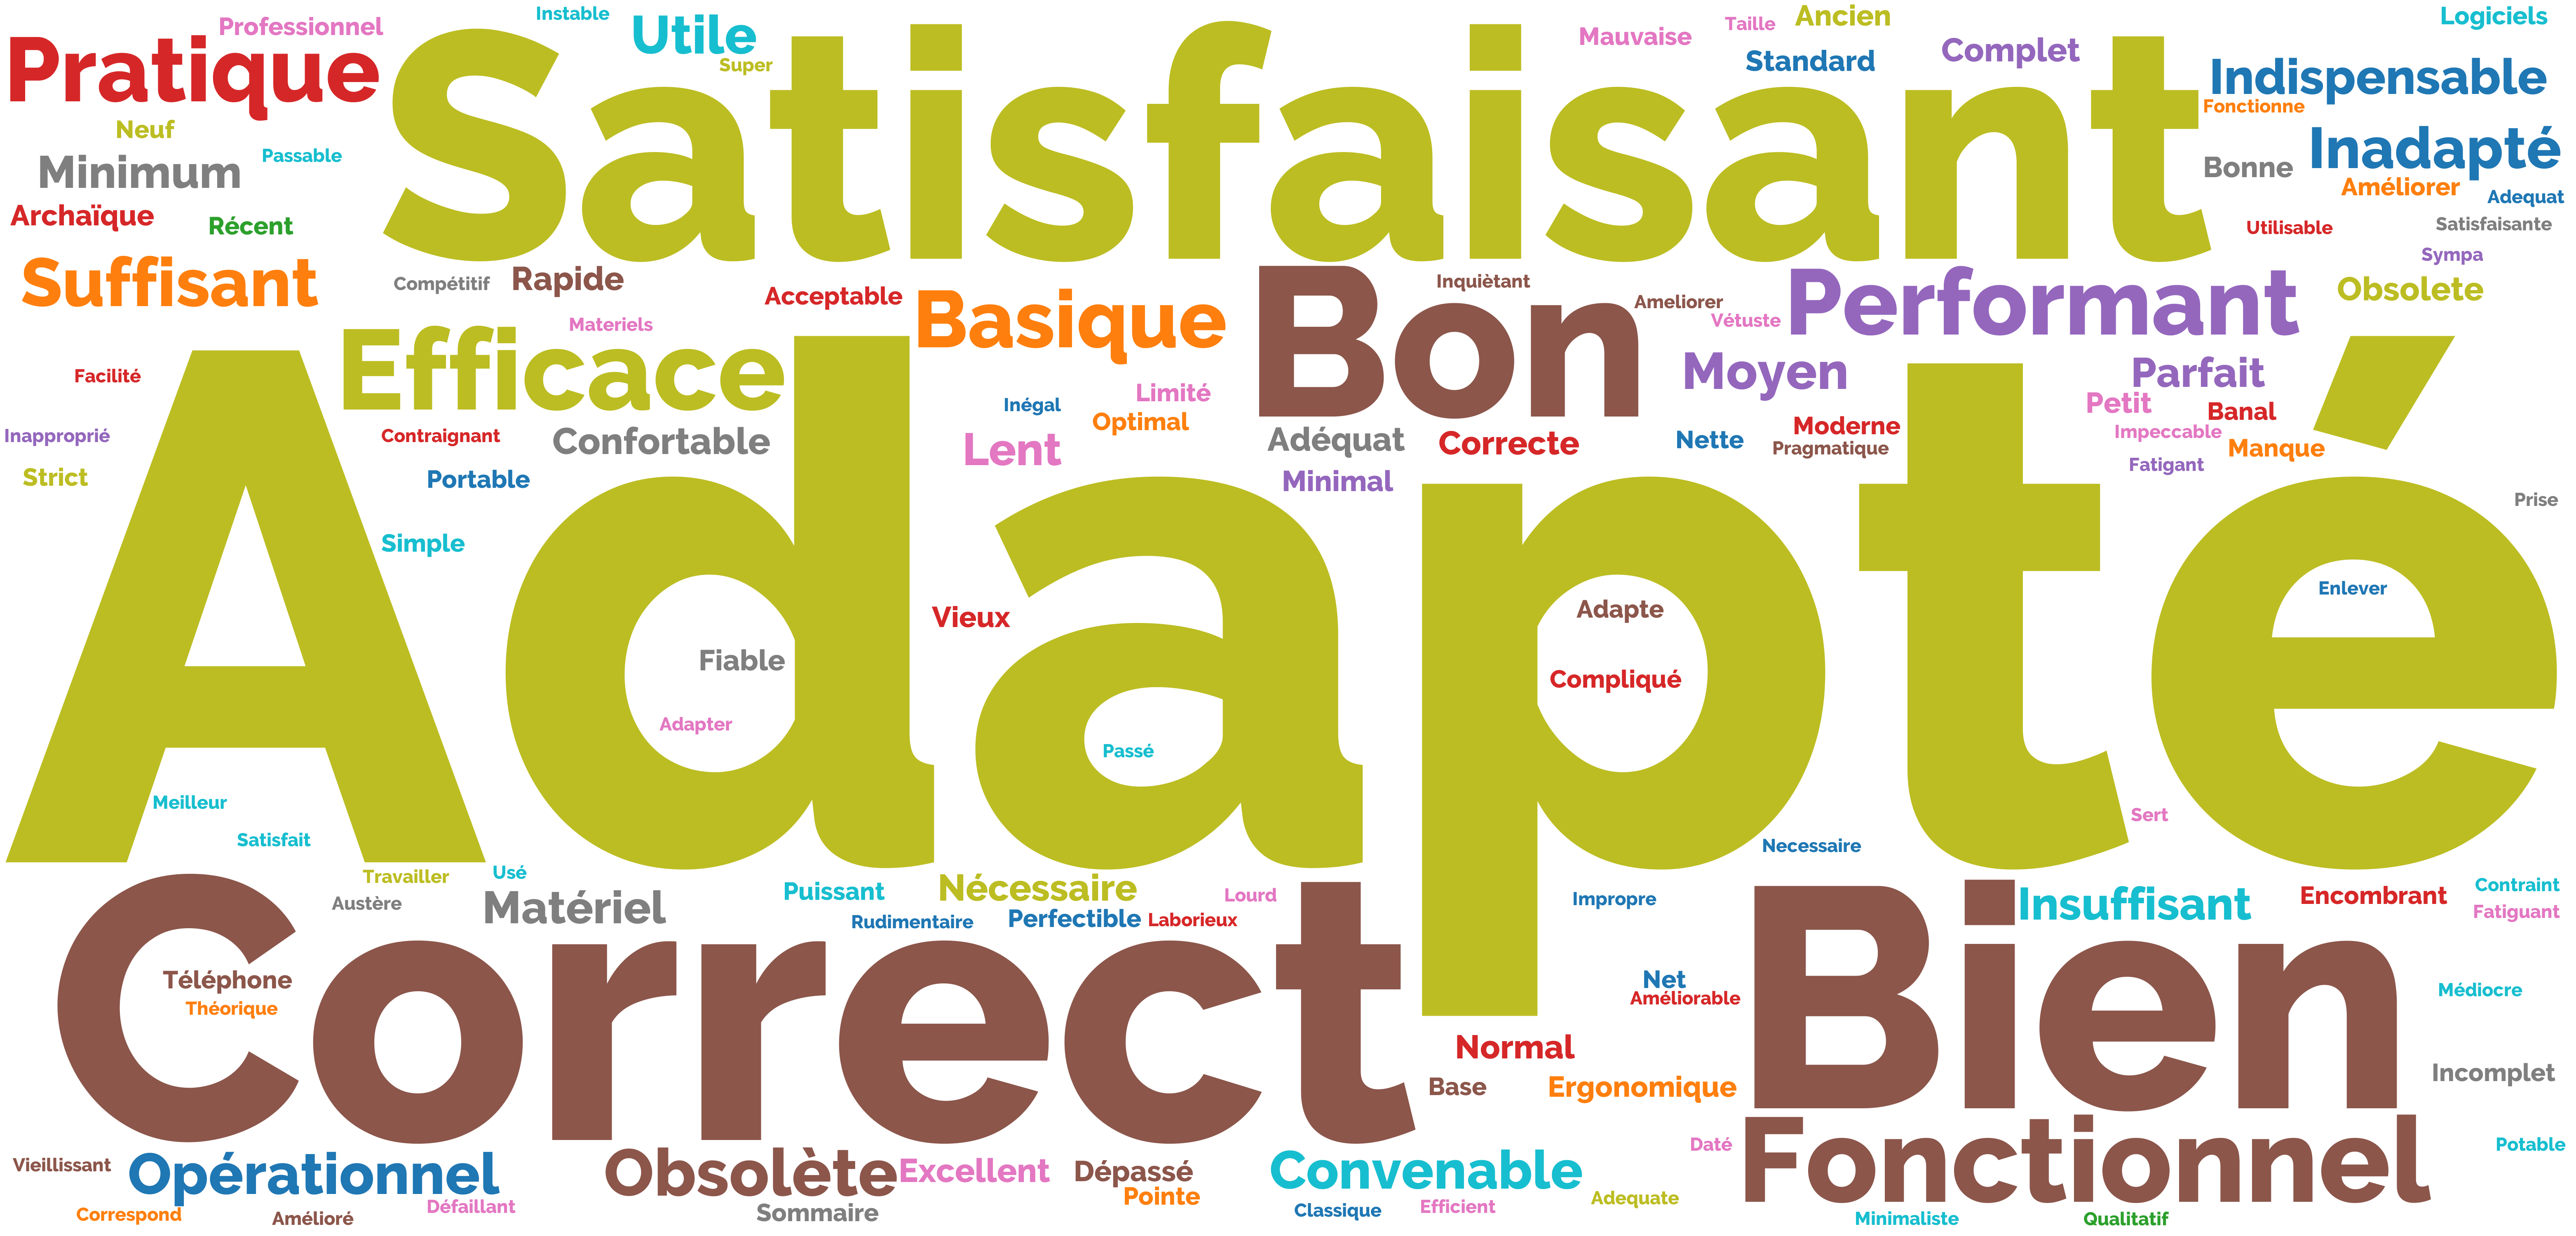 Instable
Professionnel
Utile
Super
Pratique
Satisfaisant
Mauvaise
Taille
Ancien
Standard
Complet
Logiciels
Indispensable
Fonctionne
Inadapté
Neuf
Passable
Minimum
Archaïque
Récent
Bonne
Améliorer
Adequat
Utilisable
Satisfaisante
Sympa
Suffisant
Compétitif
Rapide
Acceptable
Basique
Bon
Inquiètant
Ameliorer
Vétuste
Performant
Obsolete
Materiels
Efficace
Facilité
Limité
Inégal
Optimal
Moyen
Parfait
Petit
Banal
Inapproprié
Contraignant
Confortable
Lent
Adéquat
Correcte
Nette
Moderne
Pragmatique
Impeccable
Manque
Fatigant
Strict
Portable
Minimal
Prise
Simple
Adapté
Vieux
Adapte
Enlever
Fiable
Compliqué
Adapter
Passé
Meilleur
Satisfait
Sert
Necessaire
Travailler
Usé
Austère
Matériel
Puissant
Nécessaire
Lourd
Rudimentaire
Perfectible
Laborieux
Impropre
Insuffisant
Encombrant
Contraint
Fatiguant
Correct
Bien
Téléphone
Théorique
Net
Améliorable
Médiocre
Normal
Base
Ergonomique
Incomplet
Fonctionnel
Daté
Potable
Vieillissant
Opérationnel
Obsolète
Excellent
Dépassé
Pointe
Convenable
Correspond
Amélioré
Défaillant
Sommaire
Classique
Efficient
Adequate
Minimaliste
Qualitatif